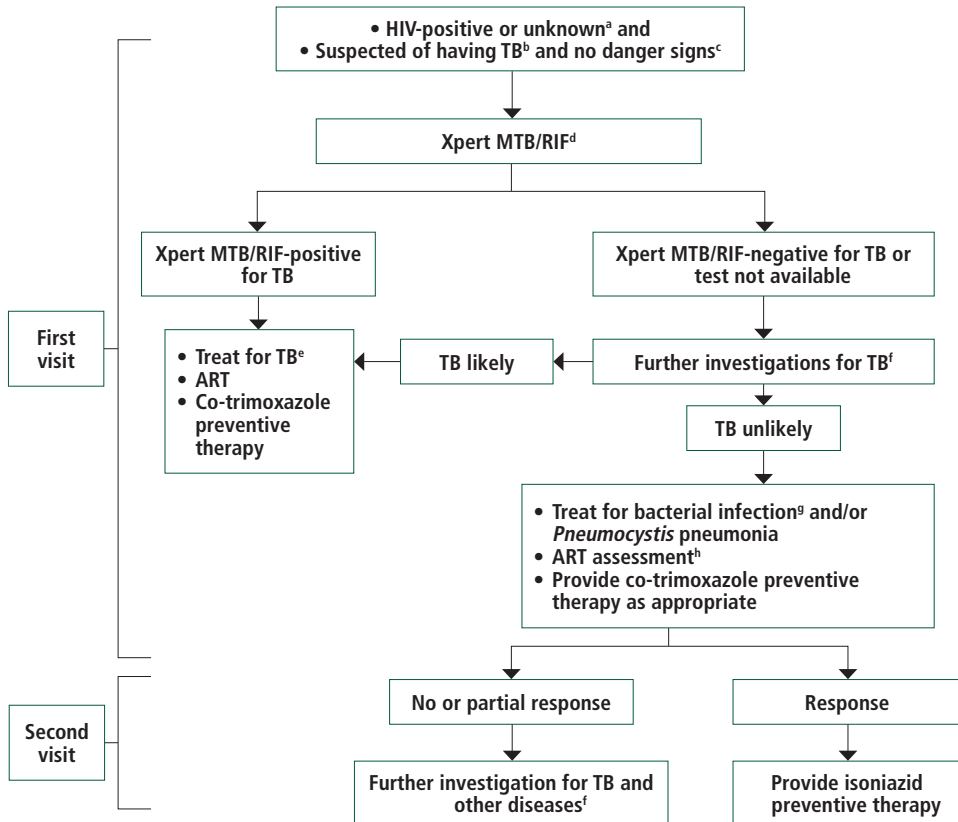 • HIV-positive or unknownᵃ and
• Suspected of having TBᵇ and no danger signsᶜ
Xpert MTB/RIFᵈ
Xpert MTB/RIF-positive
for TB
Xpert MTB/RIF-negative for TB or
test not available
First
visit
• Treat for TBᵉ
• ART
• Co-trimoxazole
preventive
therapy
TB likely
Further investigations for TBᶠ
TB unlikely
• Treat for bacterial infectionᵍ and/or
Pneumocystis pneumonia
• ART assessmentʰ
• Provide co-trimoxazole preventive
therapy as appropriate
Second
visit
No or partial response
Response
Further investigation for TB and
other diseasesᶠ
Provide isoniazid
preventive therapy